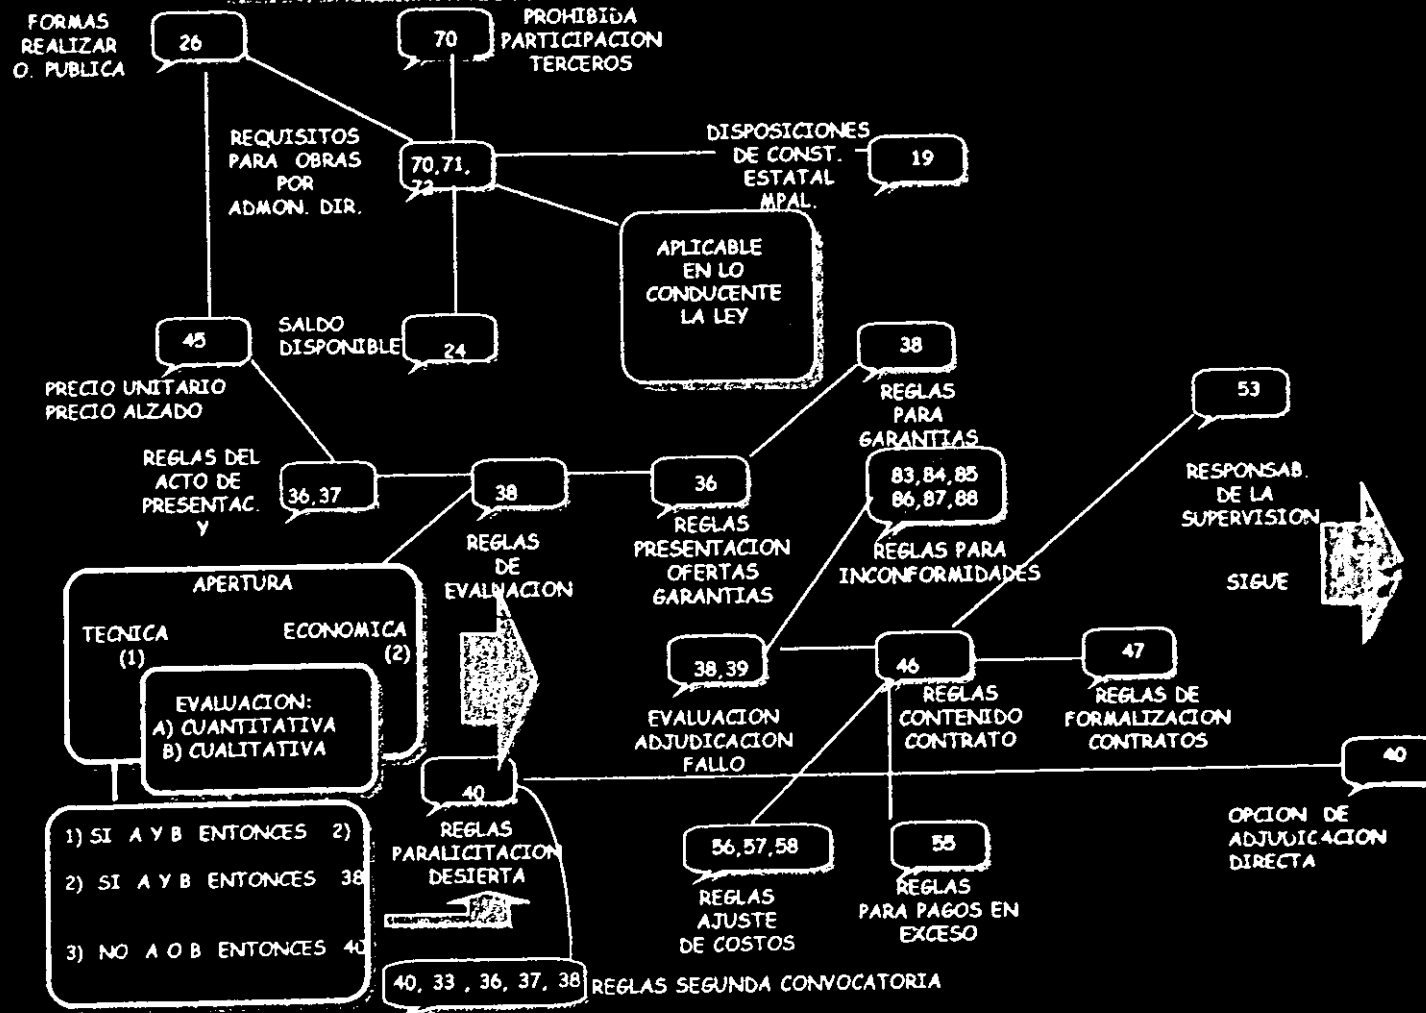 FORMAS
REALIZAR
O. PUBLICA
26
70
PROHIBIDA
PARTICIPACION
TERCEROS
REQUISITOS
PARA OBRAS
POR
ADMON. DIR.
70,71,
72
DISPOSICIONES
DE CONST.
ESTATAL
MPAL.
19
APLICABLE
EN LO
CONDUCENTE
LA LEY
45
PRECIO UNITARIO
PRECIO ALZADO
SALDO
DISPONIBLE
24
38
REGLAS
PARA
GARANTIAS
53
RESPONSAB.
DE LA
SUPERVISION
SIGUE
REGLAS DEL
ACTO DE
PRESENTAC.
Y
36,37
38
REGLAS
DE
EVALUACION
36
REGLAS
PRESENTACION
OFERTAS
GARANTIAS
83,84,85
86,87,88
REGLAS PARA
INCONFORMIDADES
APERTURA
TECNICA
(1)
ECONOMICA
(2)
EVALUACION:
A) CUANTITATIVA
B) CUALITATIVA
38,39
EVALUACION
ADJUDICACION
FALLO
46
REGLAS
CONTENIDO
CONTRATO
47
REGLAS DE
FORMALIZACION
CONTRATOS
40
REGLAS
PARALICITACION
DESIERTA
40
OPCION DE
ADJUDICACION
DIRECTA
1) SI A Y B ENTONCES 2)
2) SI A Y B ENTONCES 38
3) NO A O B ENTONCES 40
56,57,58
REGLAS
AJUSTE
DE COSTOS
55
REGLAS
PARA PAGOS EN
EXCESO
40, 33 , 36, 37, 38
REGLAS SEGUNDA CONVOCATORIA